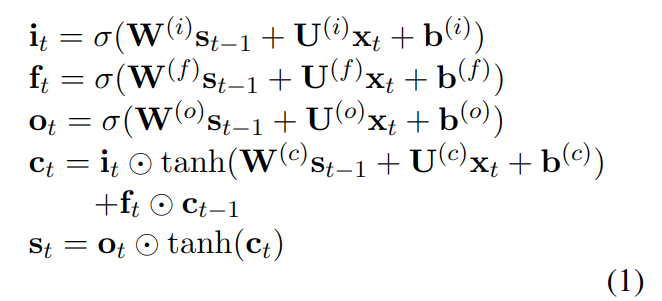 i_t = σ(W^(i)s_{t−1} + U^(i)x_t + b^(i))
f_t = σ(W^(f)s_{t−1} + U^(f)x_t + b^(f))
o_t = σ(W^(o)s_{t−1} + U^(o)x_t + b^(o))
c_t = i_t ⊙ tanh(W^(c)s_{t−1} + U^(c)x_t + b^(c))
+f_t ⊙ c_{t−1}
s_t = o_t ⊙ tanh(c_t)
(1)